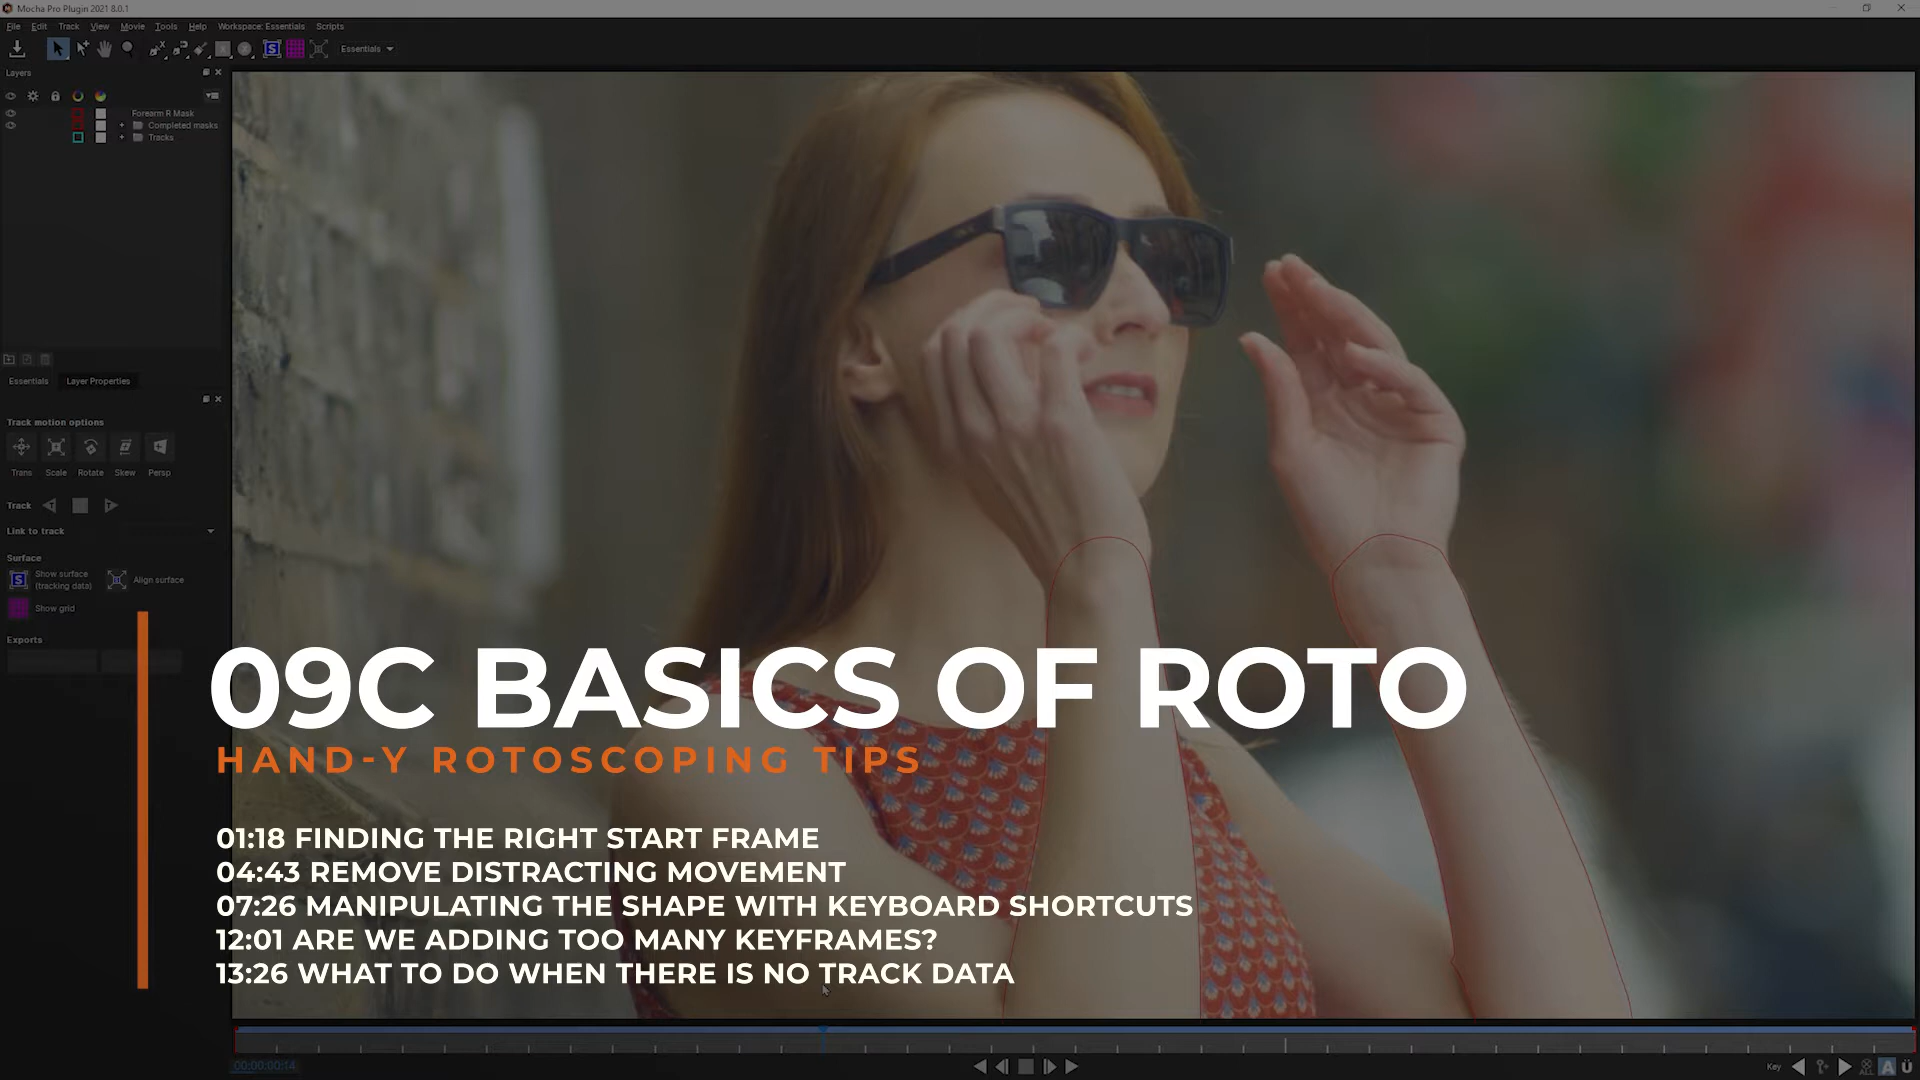 Mocha Pro Plugin 2021 8.0.1
File Edit Track View Movie Tools Help Workspace: Essentials Scripts
Essentials
Layers
Forearm R Mask
Completed masks
Tracks
Essentials Layer Properties
Track motion options
Trans Scale Rotate Skew Persp
Track
Link to track
Surface
Show surface
(tracking data)
Align surface
Show grid
Exports
09C BASICS OF ROTO
HAND-Y ROTOSCOPING TIPS
01:18 FINDING THE RIGHT START FRAME
04:43 REMOVE DISTRACTING MOVEMENT
07:26 MANIPULATING THE SHAPE WITH KEYBOARD SHORTCUTS
12:01 ARE WE ADDING TOO MANY KEYFRAMES?
13:26 WHAT TO DO WHEN THERE IS NO TRACK DATA
00:00:00:14
Key
ALL
A
Ü